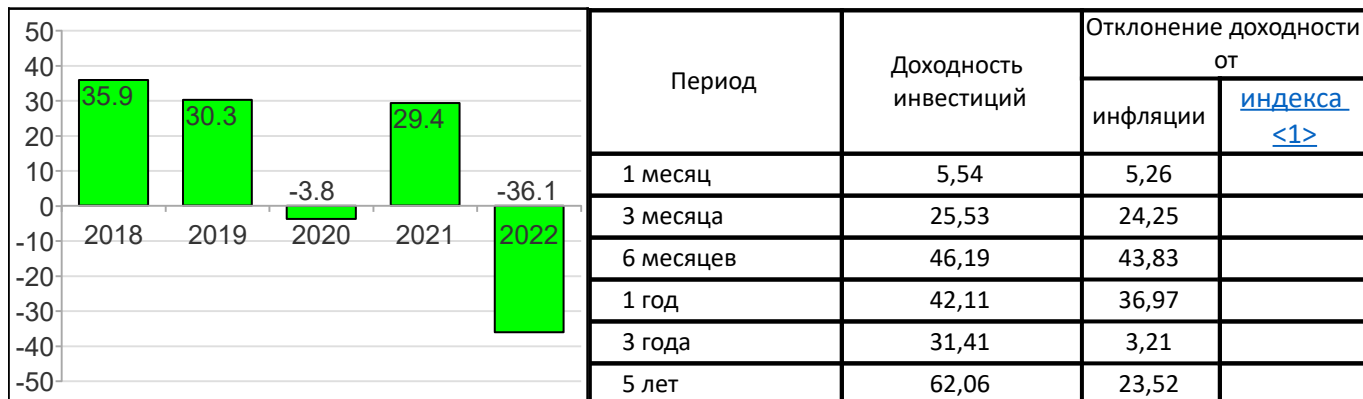 50
40
30
20
10
0
-10
-20
-30
-40
-50
35.9
30.3
-3.8
29.4
-36.1
2018 2019 2020 2021 2022
Период
Доходность
инвестиций
Отклонение доходности
от
инфляции
индекса
<1>
1 месяц 5,54 5,26
3 месяца 25,53 24,25
6 месяцев 46,19 43,83
1 год 42,11 36,97
3 года 31,41 3,21
5 лет 62,06 23,52